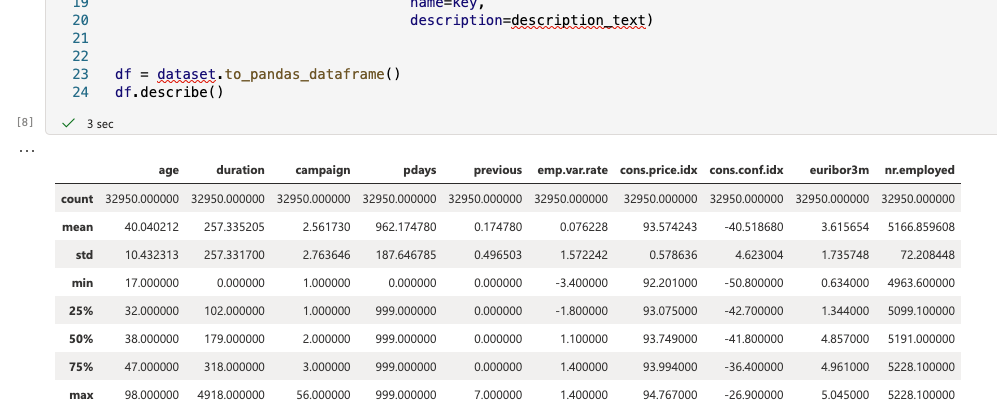 19 name=key,
20 description=description_text)
21
22
23 df = dataset.to_pandas_dataframe()
24 df.describe()
[8] 3 sec
...
age duration campaign pdays previous emp.var.rate cons.price.idx cons.conf.idx euribor3m nr.employed
count 32950.000000 32950.000000 32950.000000 32950.000000 32950.000000 32950.000000 32950.000000 32950.000000 32950.000000 32950.000000
mean 40.040212 257.335205 2.561730 962.174780 0.174780 0.076228 93.574243 -40.518680 3.615654 5166.859608
std 10.432313 257.331700 2.763646 187.646785 0.496503 1.572242 0.578636 4.623004 1.735748 72.208448
min 17.000000 0.000000 1.000000 0.000000 0.000000 -3.400000 92.201000 -50.800000 0.634000 4963.600000
25% 32.000000 102.000000 1.000000 999.000000 0.000000 -1.800000 93.075000 -42.700000 1.344000 5099.100000
50% 38.000000 179.000000 2.000000 999.000000 0.000000 1.100000 93.749000 -41.800000 4.857000 5191.000000
75% 47.000000 318.000000 3.000000 999.000000 0.000000 1.400000 93.994000 -36.400000 4.961000 5228.100000
max 98.000000 4918.000000 56.000000 999.000000 7.000000 1.400000 94.767000 -26.900000 5.045000 5228.100000